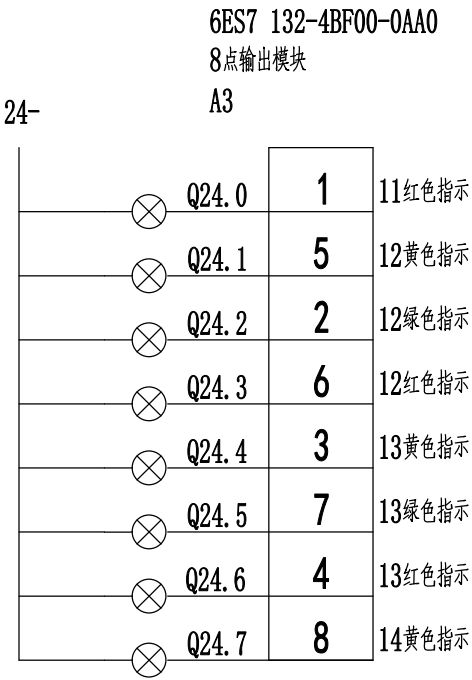 6ES7 132-4BF00-0AA0
8点输出模块
A3
24-
Q24.0 1 11红色指示
Q24.1 5 12黄色指示
Q24.2 2 12绿色指示
Q24.3 6 12红色指示
Q24.4 3 13黄色指示
Q24.5 7 13绿色指示
Q24.6 4 13红色指示
Q24.7 8 14黄色指示